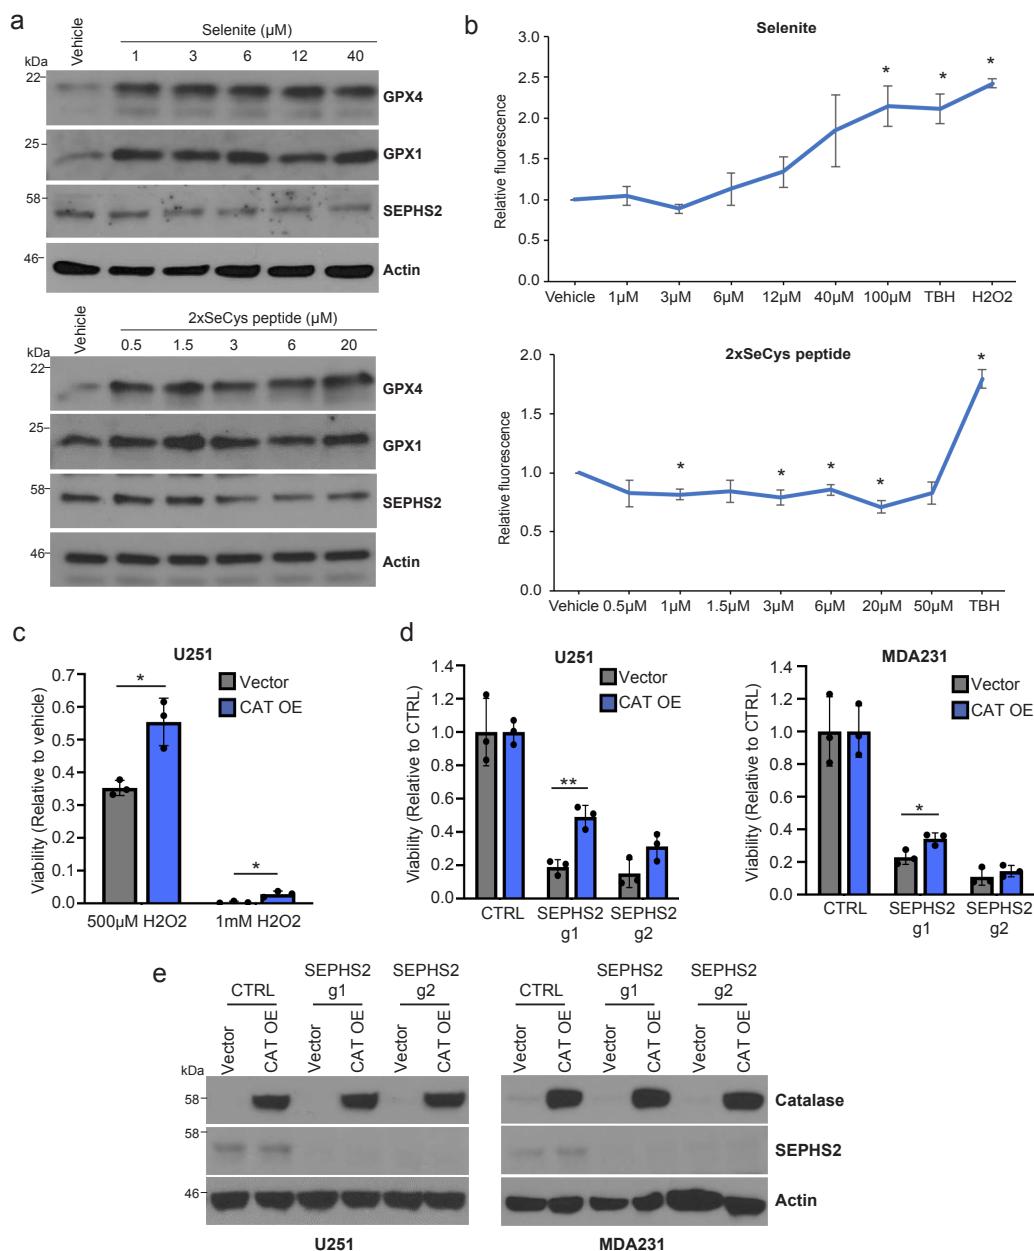 a
Vehicle
Selenite (µM)
1 3 6 12 40
kDa
22
GPX4
25
GPX1
58
SEPHS2
46
Actin
Vehicle
2xSeCys peptide (µM)
0.5 1.5 3 6 20
kDa
22
GPX4
25
GPX1
58
SEPHS2
46
Actin
b
Selenite
Relative fluorescence
3.0
2.5
2.0
1.5
1.0
0.5
0.0
* * *
Vehicle 1µM 3µM 6µM 12µM 40µM 100µM TBH H2O2
2xSeCys peptide
Relative fluorescence
2.0
1.5
1.0
0.5
0.0
* * * * *
Vehicle 0.5µM 1µM 1.5µM 3µM 6µM 20µM 50µM TBH
c
U251
Viability (Relative to vehicle)
0.7
0.6
0.5
0.4
0.3
0.2
0.1
0.0
Vector
CAT OE
*
*
500µM H2O2 1mM H2O2
d
U251
Viability (Relative to CTRL)
1.4
1.2
1.0
0.8
0.6
0.4
0.2
0.0
Vector
CAT OE
**
CTRL SEPHS2 SEPHS2
g1 g2
MDA231
Viability (Relative to CTRL)
1.4
1.2
1.0
0.8
0.6
0.4
0.2
0.0
Vector
CAT OE
*
CTRL SEPHS2 SEPHS2
g1 g2
e
SEPHS2 SEPHS2 SEPHS2 SEPHS2
CTRL g1 g2 CTRL g1 g2
Vector CAT OE Vector CAT OE Vector CAT OE Vector CAT OE Vector CAT OE Vector CAT OE
kDa
58
Catalase
58
SEPHS2
46
Actin
U251 MDA231